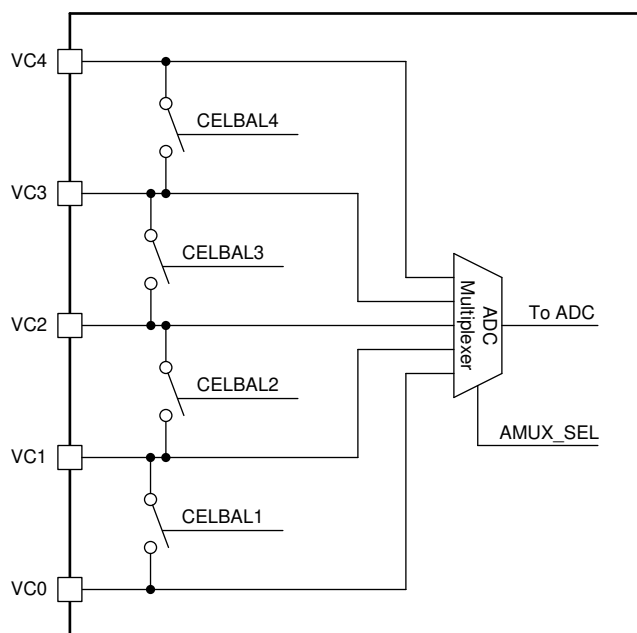 VC4
CELBAL4
VC3
CELBAL3
ADC
Multiplexer
To ADC
VC2
CELBAL2
AMUX_SEL
VC1
CELBAL1
VC0